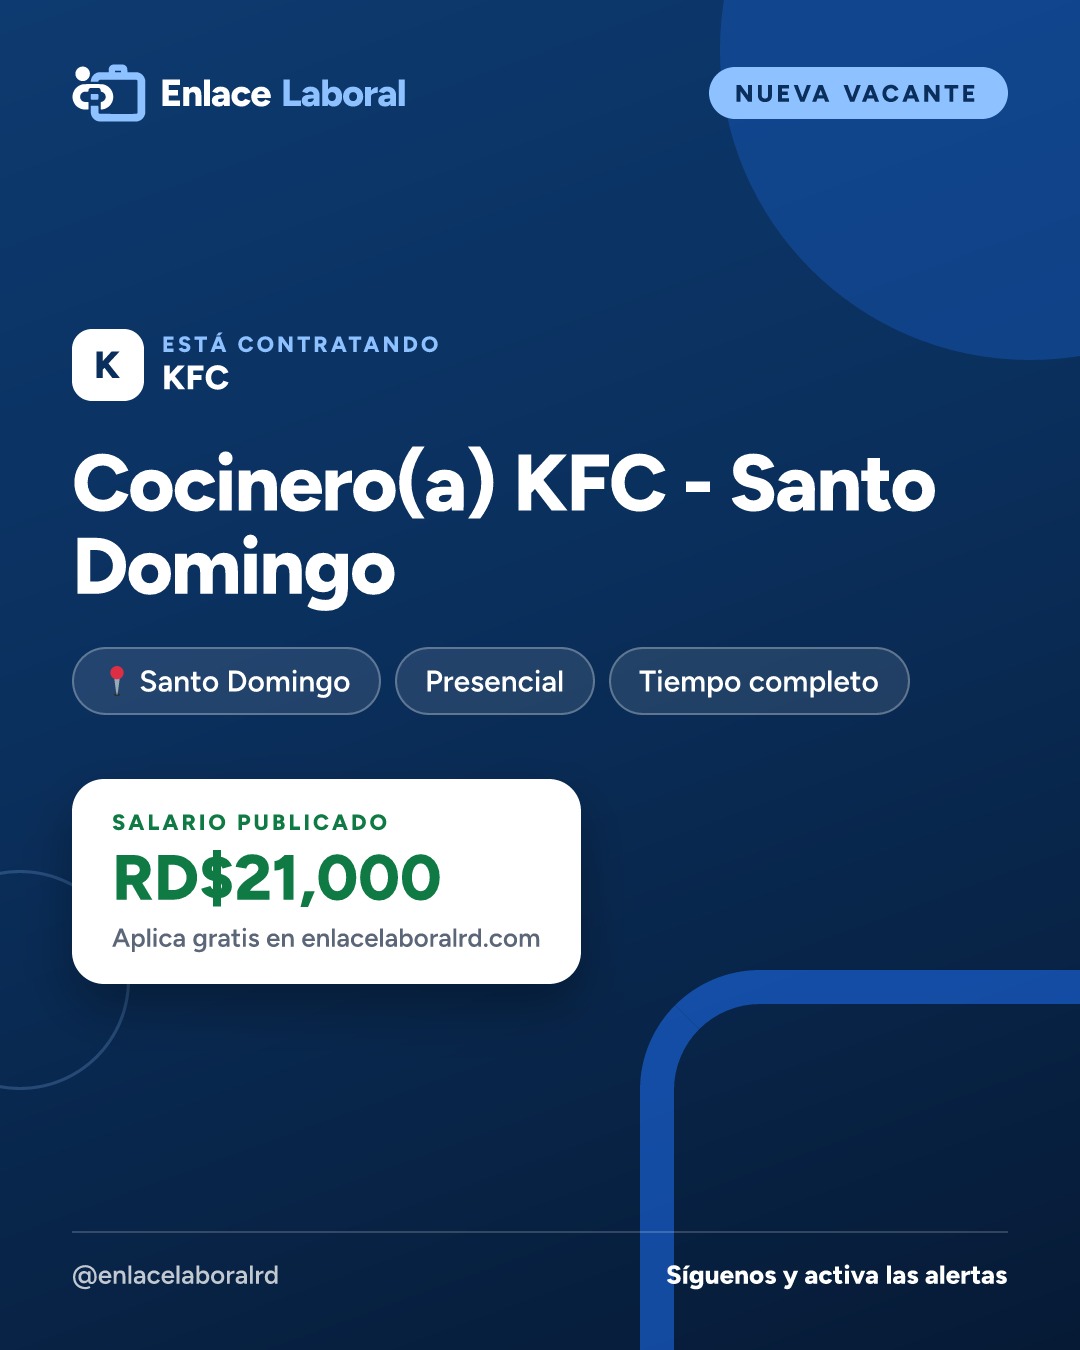 Enlace Laboral
NUEVA VACANTE
K
ESTÁ CONTRATANDO
KFC
Cocinero(a) KFC - Santo
Domingo
📍 Santo Domingo
Presencial
Tiempo completo
SALARIO PUBLICADO
RD$21,000
Aplica gratis en enlacelaboralrd.com
@enlacelaboralrd
Síguenos y activa las alertas